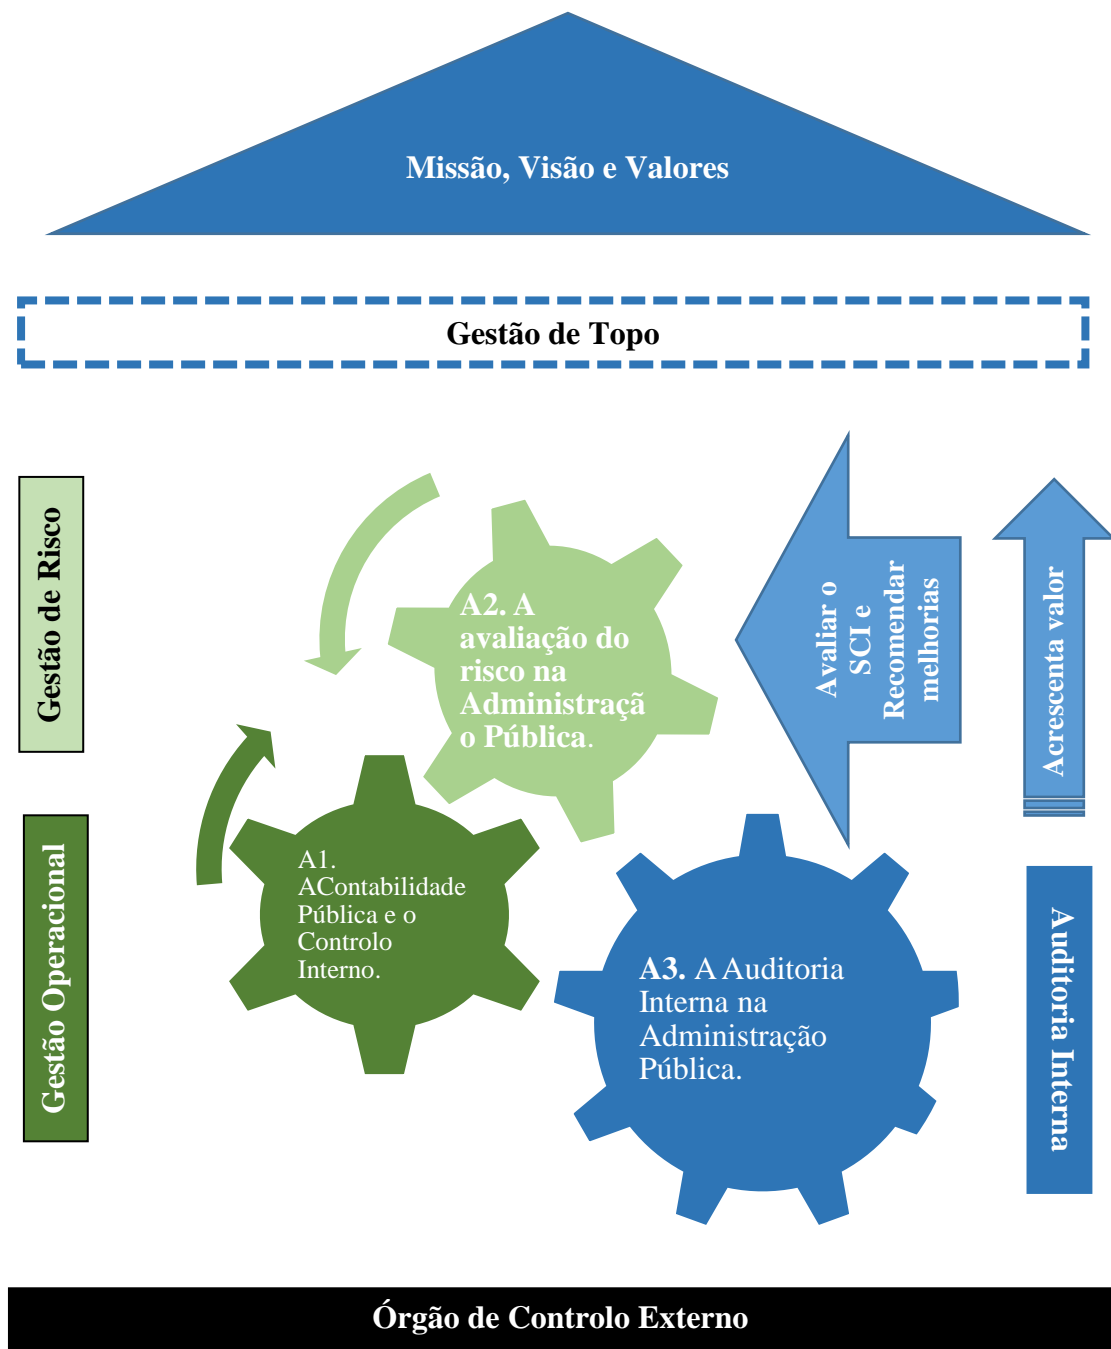 Missão, Visão e Valores
Gestão de Topo
Gestão de Risco
A2. A
avaliação do
risco na
Administraçã
o Pública.
Avaliar o
SCI e
Recomendar
melhorias
Acrescenta valor
Gestão Operacional
A1.
AContabilidade
Pública e o
Controlo
Interno.
A3. A Auditoria
Interna na
Administração
Pública.
Auditoria Interna
Órgão de Controlo Externo